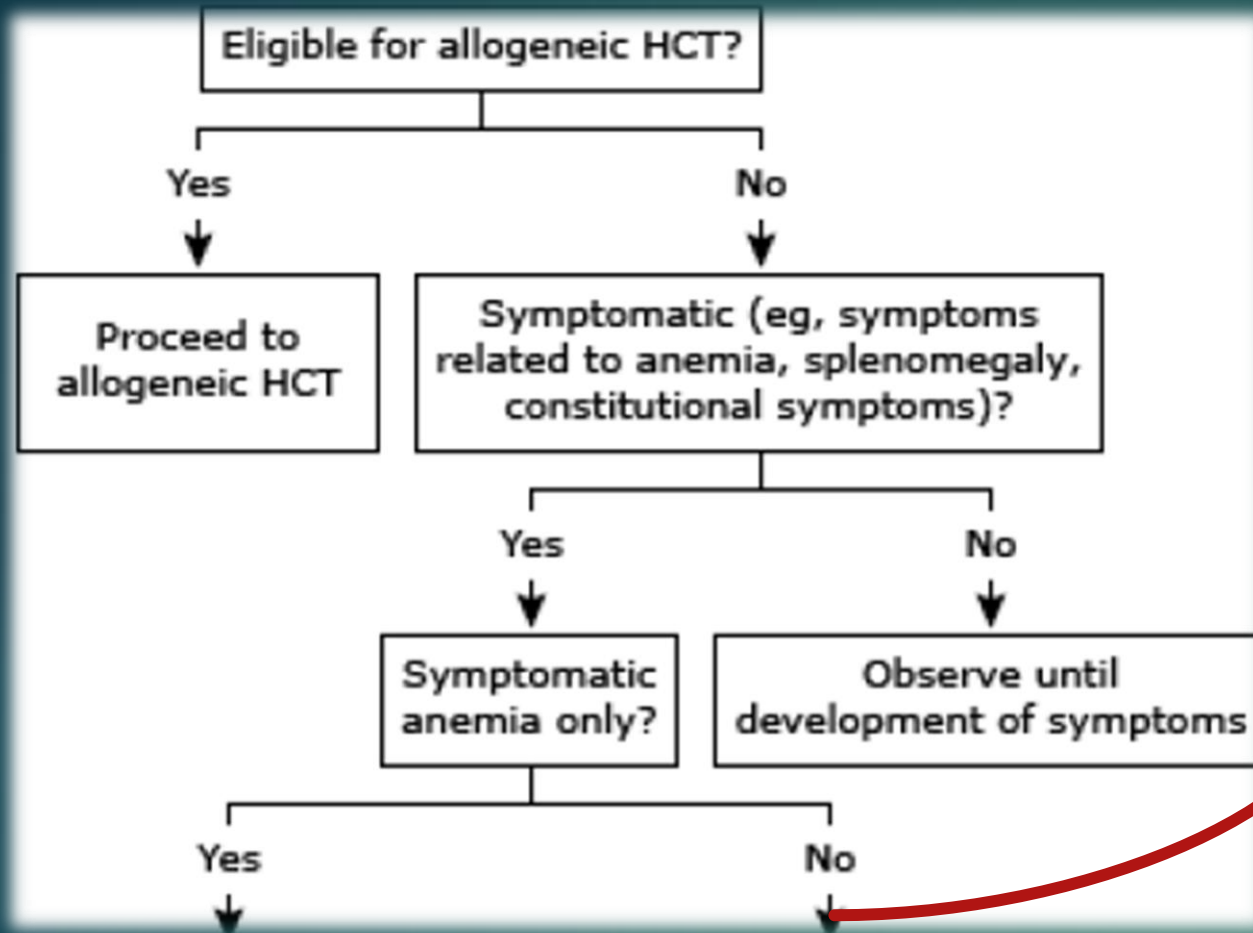 Eligible for allogeneic HCT?
Yes
No
Proceed to
allogeneic HCT
Symptomatic (eg, symptoms
related to anemia, splenomegaly,
constitutional symptoms)?
Yes
No
Symptomatic
anemia only?
Observe until
development of symptoms
Yes
No